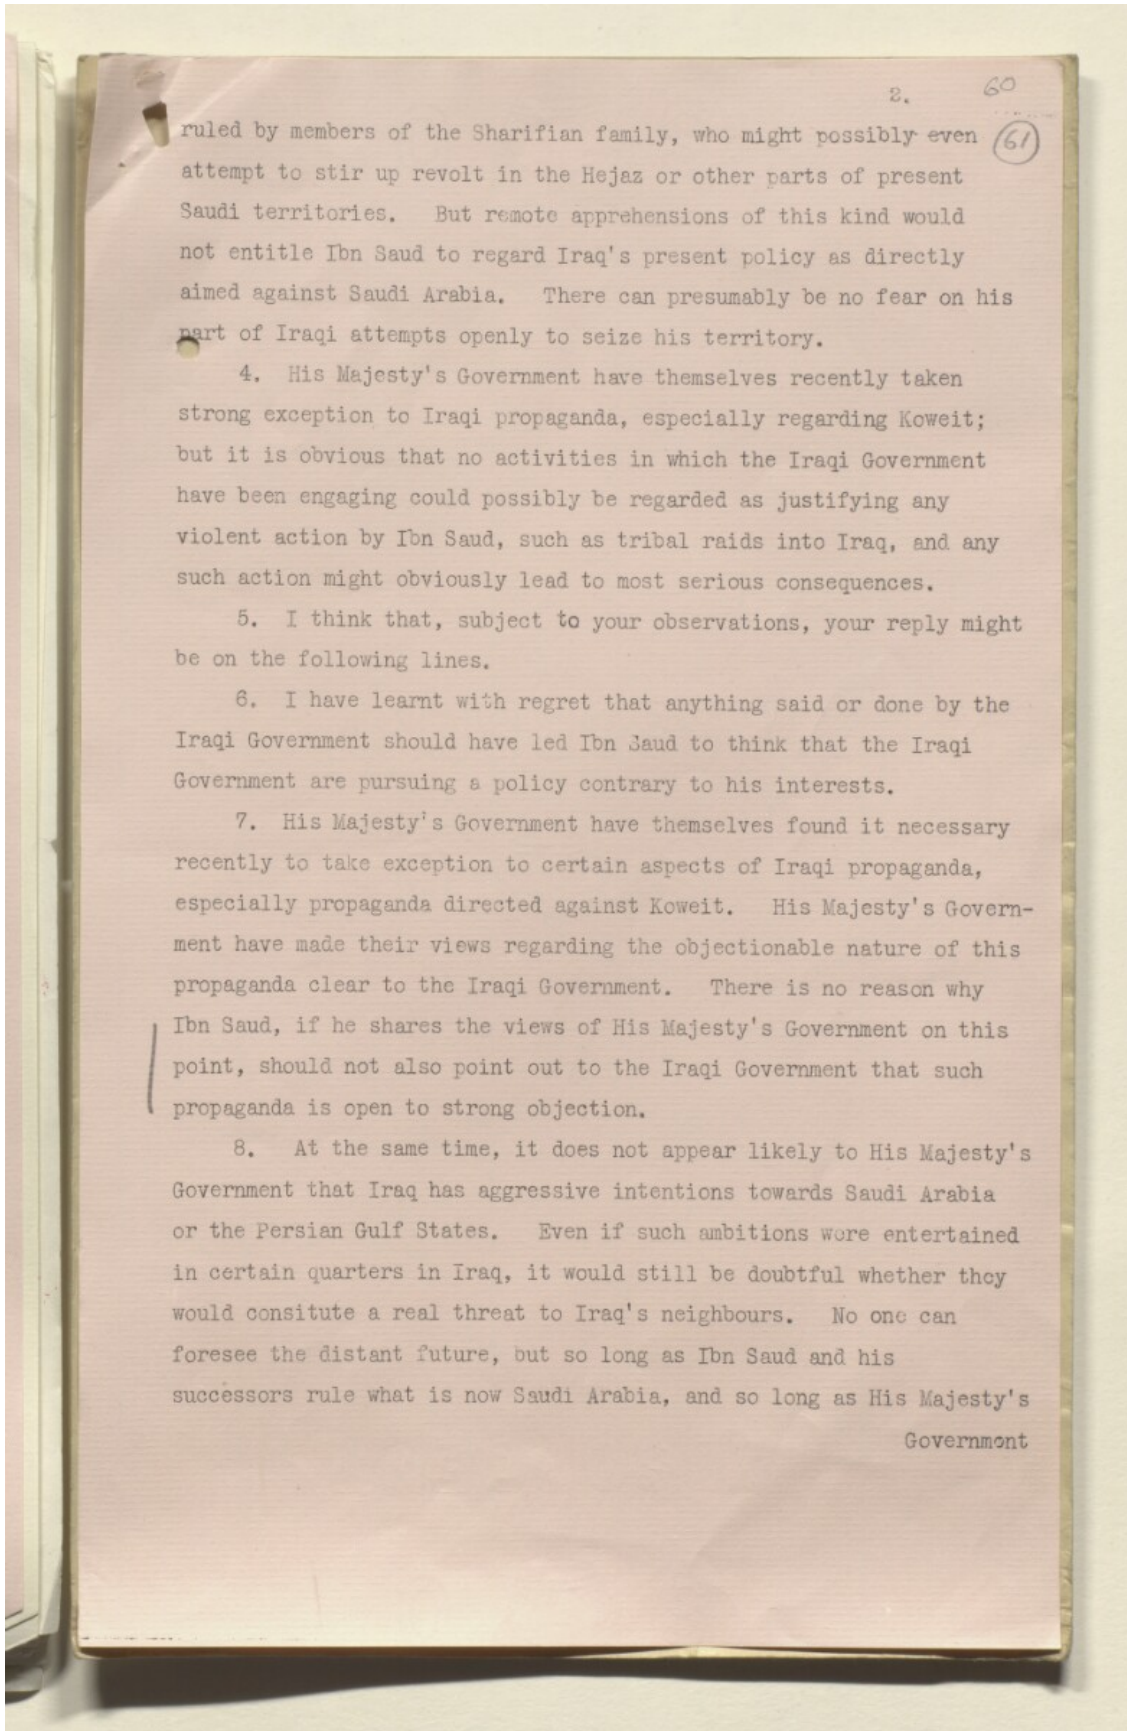 2.
60
61
ruled by members of the Sharifian family, who might possibly even
attempt to stir up revolt in the Hejaz or other parts of present
Saudi territories. But remote apprehensions of this kind would
not entitle Ibn Saud to regard Iraq's present policy as directly
aimed against Saudi Arabia. There can presumably be no fear on his
part of Iraqi attempts openly to seize his territory.
4. His Majesty's Government have themselves recently taken
strong exception to Iraqi propaganda, especially regarding Koweit;
but it is obvious that no activities in which the Iraqi Government
have been engaging could possibly be regarded as justifying any
violent action by Ibn Saud, such as tribal raids into Iraq, and any
such action might obviously lead to most serious consequences.
5. I think that, subject to your observations, your reply might
be on the following lines.
6. I have learnt with regret that anything said or done by the
Iraqi Government should have led Ibn Saud to think that the Iraqi
Government are pursuing a policy contrary to his interests.
7. His Majesty's Government have themselves found it necessary
recently to take exception to certain aspects of Iraqi propaganda,
especially propaganda directed against Koweit. His Majesty's Govern-
ment have made their views regarding the objectionable nature of this
propaganda clear to the Iraqi Government. There is no reason why
Ibn Saud, if he shares the views of His Majesty's Government on this
point, should not also point out to the Iraqi Government that such
propaganda is open to strong objection.
8. At the same time, it does not appear likely to His Majesty's
Government that Iraq has aggressive intentions towards Saudi Arabia
or the Persian Gulf States. Even if such ambitions were entertained
in certain quarters in Iraq, it would still be doubtful whether they
would consitute a real threat to Iraq's neighbours. No one can
foresee the distant future, but so long as Ibn Saud and his
successors rule what is now Saudi Arabia, and so long as His Majesty's
Government